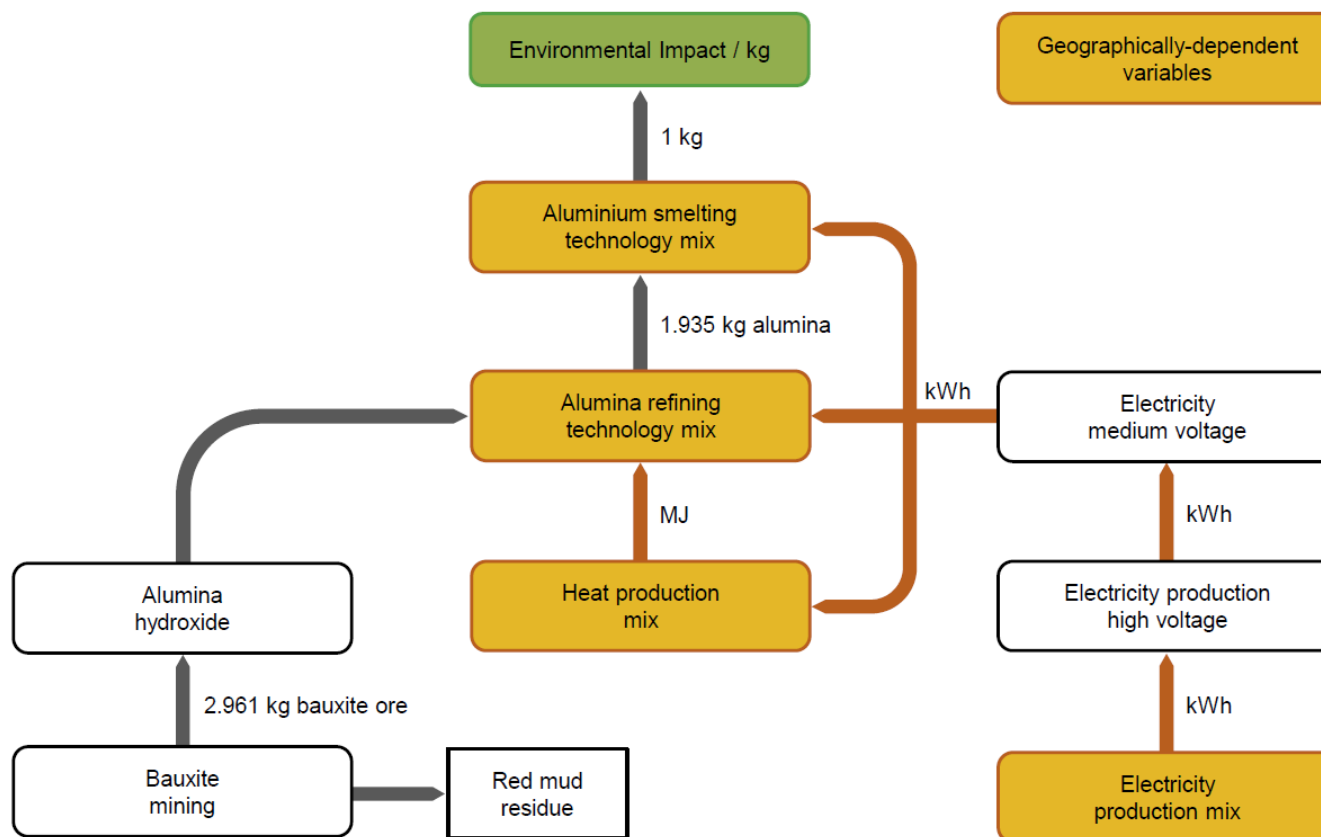 Environmental Impact / kg
Geographically-dependent
variables
1 kg
Aluminium smelting
technology mix
1.935 kg alumina
Alumina refining
technology mix
kWh
Electricity
medium voltage
MJ
kWh
Alumina
hydroxide
Heat production
mix
Electricity production
high voltage
2.961 kg bauxite ore
kWh
Bauxite
mining
Red mud
residue
Electricity
production mix